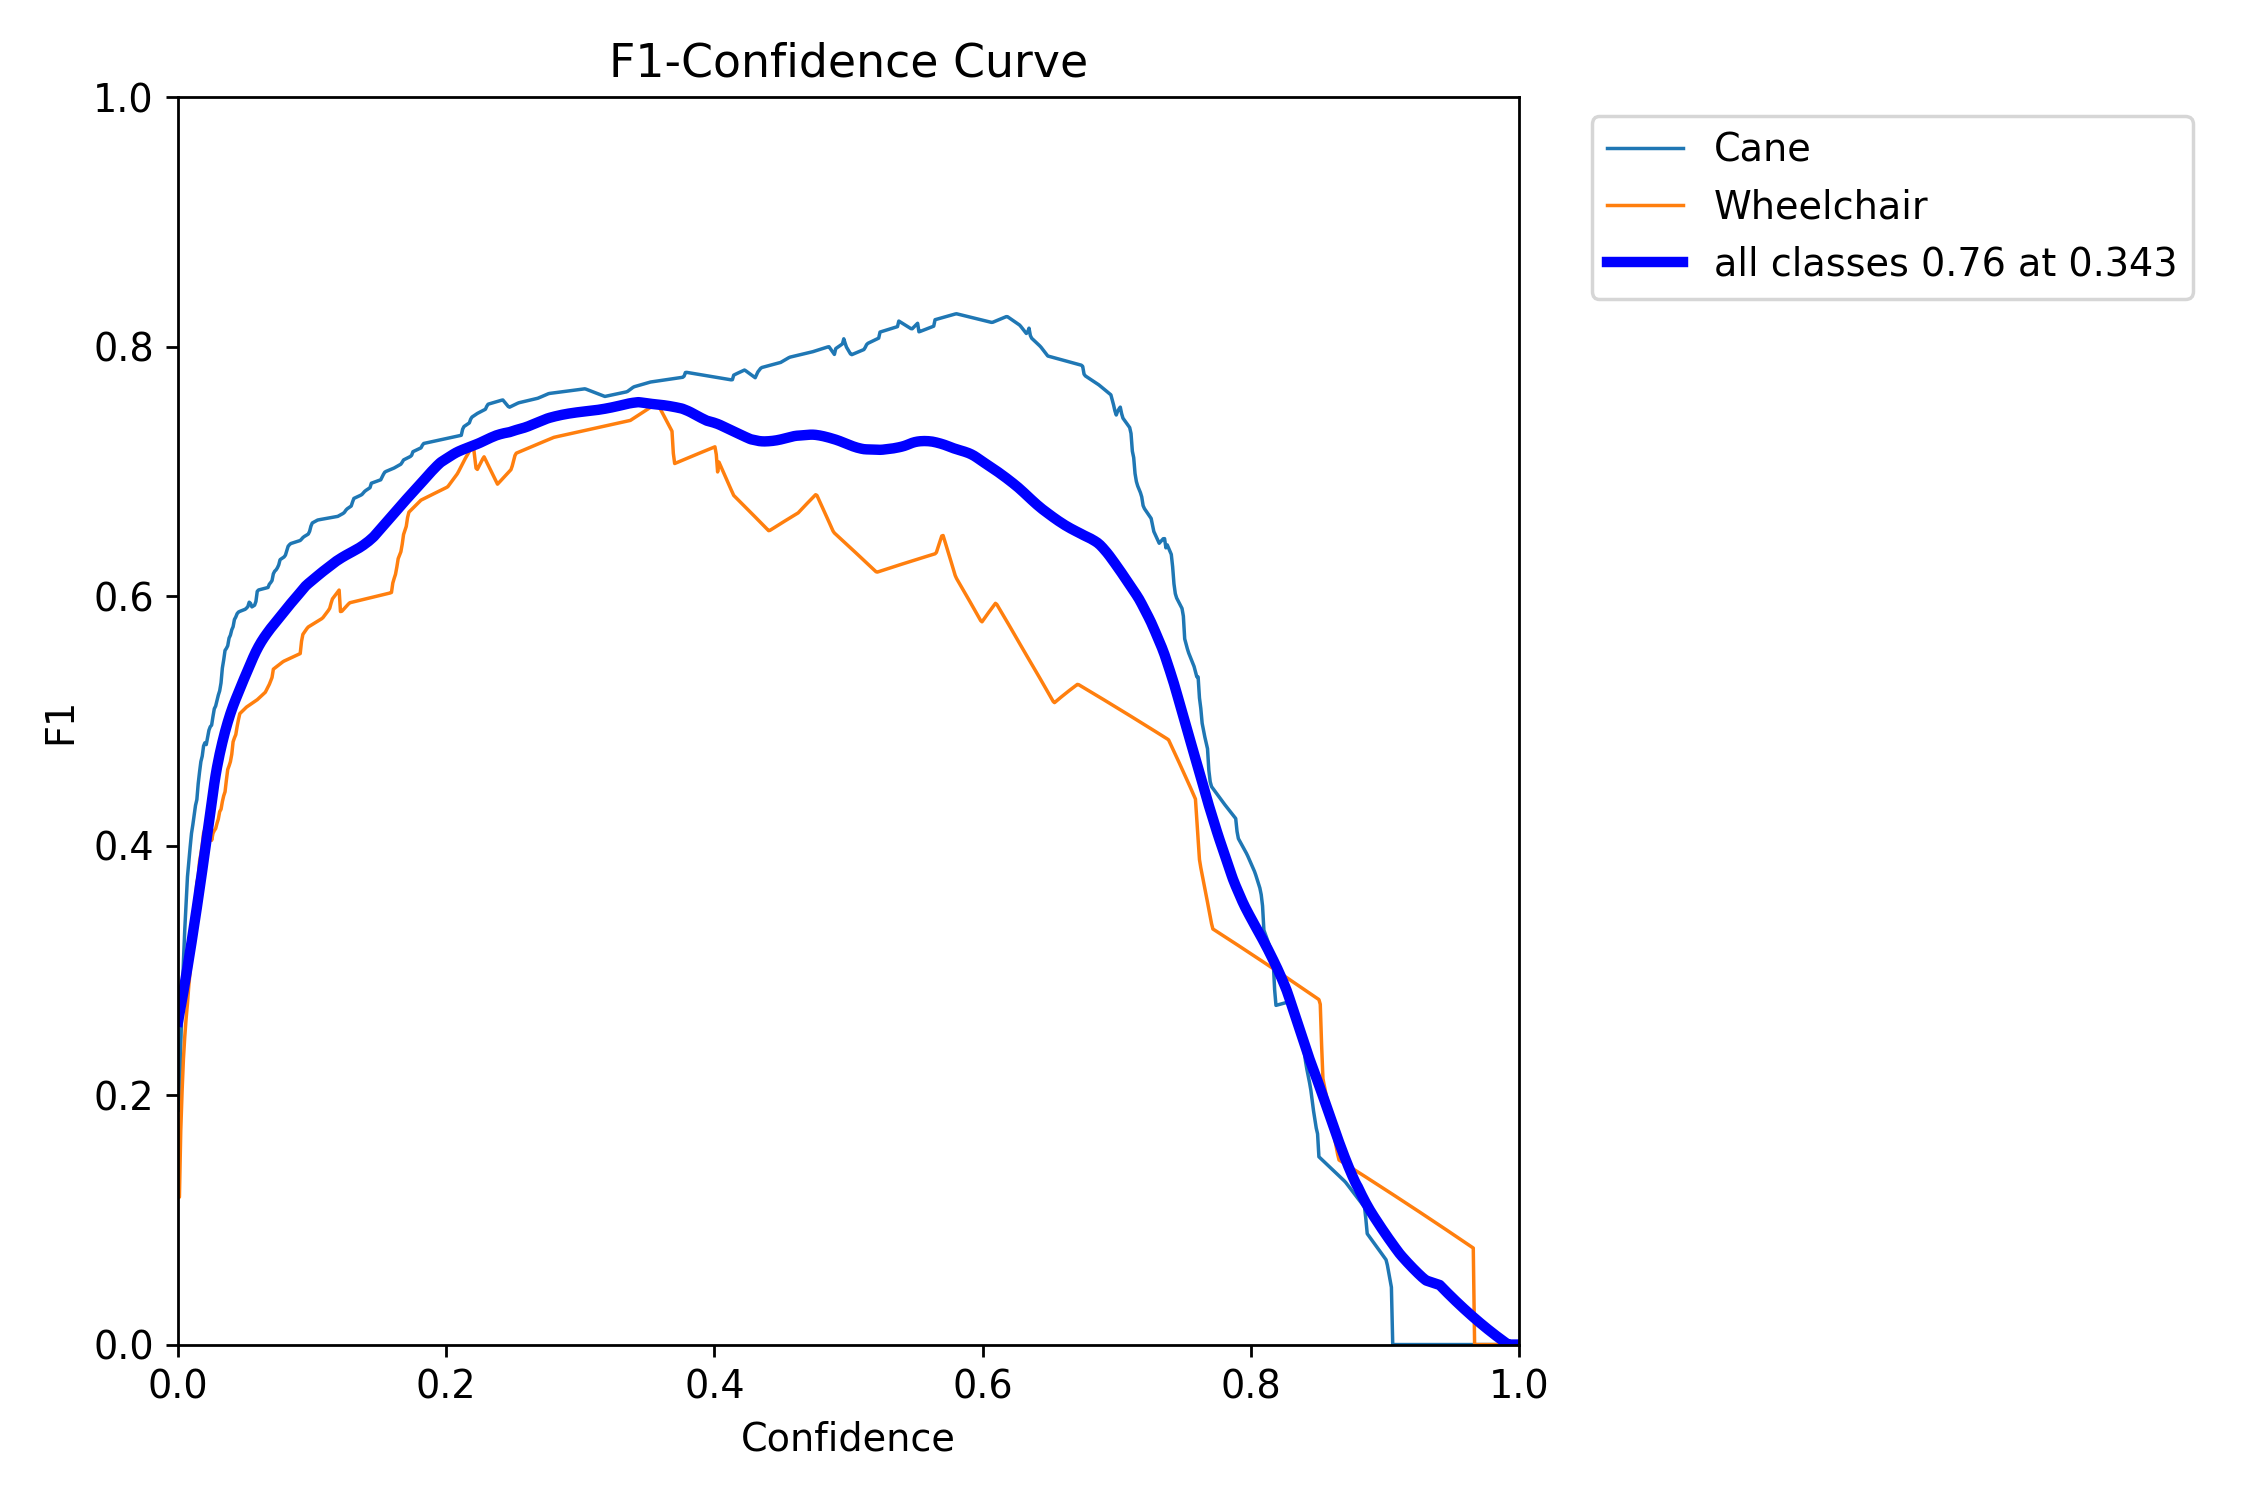 F1-Confidence Curve
1.0
0.8
0.6
0.4
0.2
0.0
F1
0.0 0.2 0.4 0.6 0.8 1.0
Confidence
Cane
Wheelchair
all classes 0.76 at 0.343